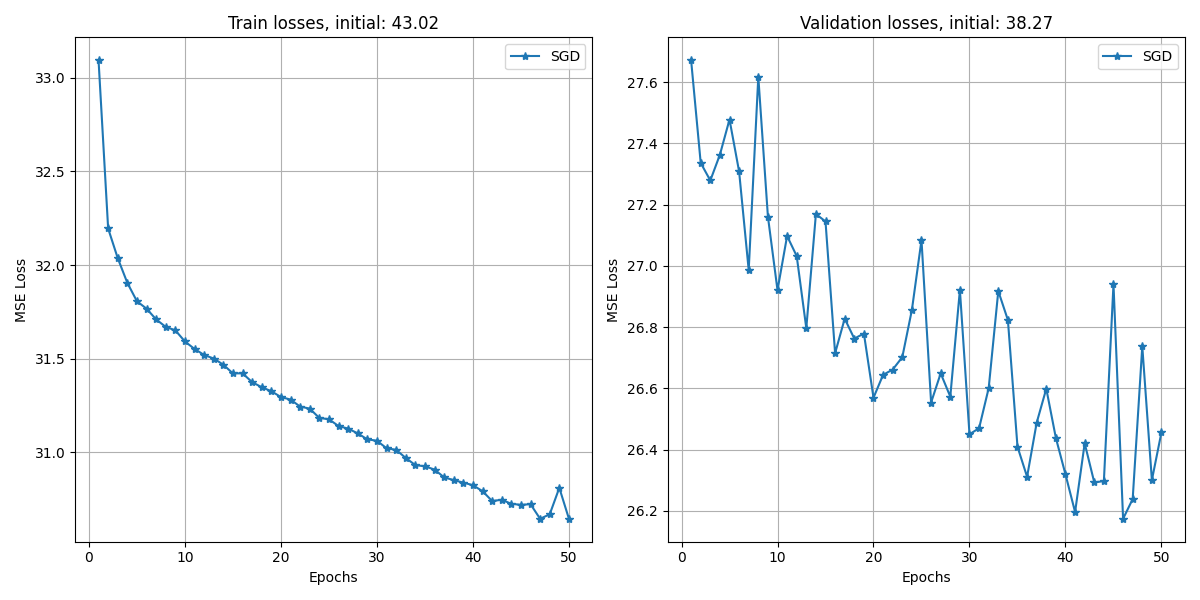 Train losses, initial: 43.02
SGD
33.0
32.5
32.0
31.5
31.0
MSE Loss
0 10 20 30 40 50
Epochs
Validation losses, initial: 38.27
SGD
27.6
27.4
27.2
27.0
26.8
26.6
26.4
26.2
MSE Loss
0 10 20 30 40 50
Epochs